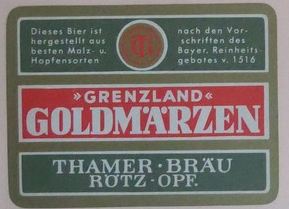 Dieses Bier ist
hergestellt aus
besten Malz- u.
Hopfensorten
nach den Vor-
schriften des
Bayer. Reinheits
gebotes v. 1516
»GRENZLAND«
GOLDMÄRZEN
THAMER·BRÄU
RÖTZ-OPF.